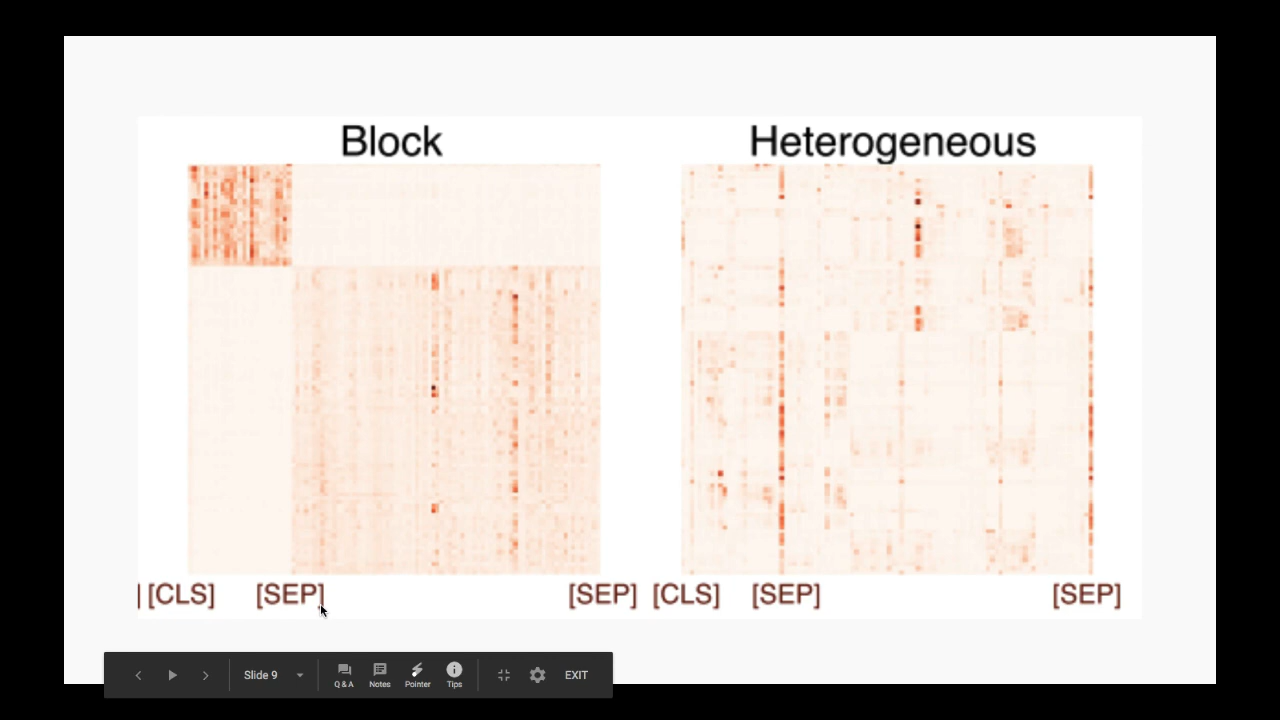 Block
Heterogeneous
[CLS] [SEP] [SEP] [CLS] [SEP] [SEP]
Slide 9
Q & A Notes Pointer Tips
EXIT